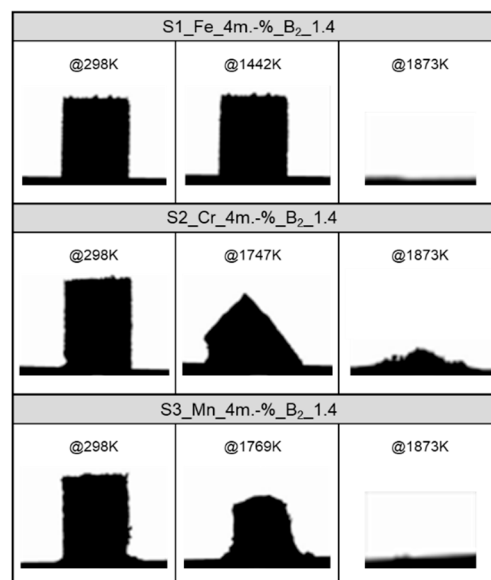 S1_Fe_4m.-%_B₂_1.4
@298K @1442K @1873K
S2_Cr_4m.-%_B₂_1.4
@298K @1747K @1873K
S3_Mn_4m.-%_B₂_1.4
@298K @1769K @1873K